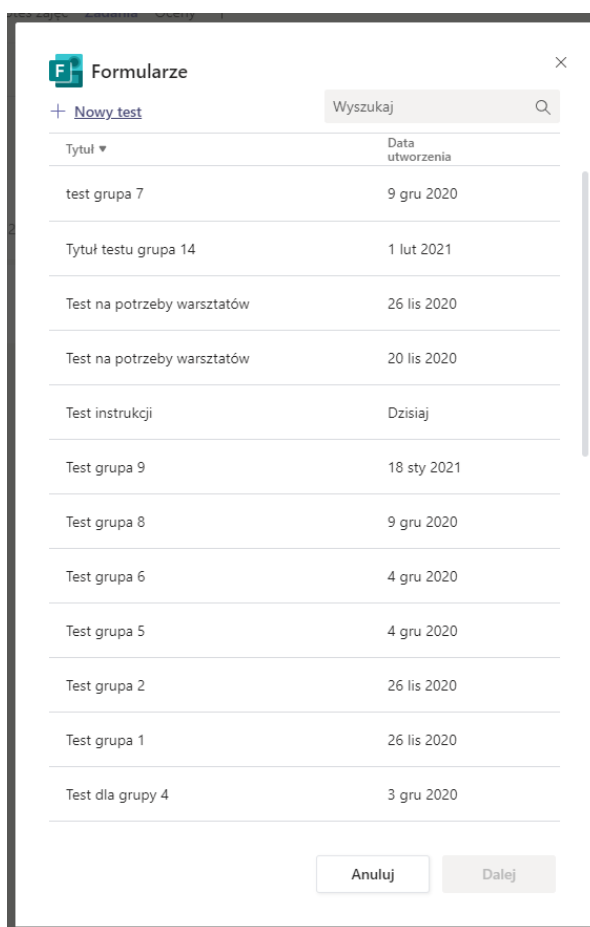 Zadania Oceny
Formularze
Nowy test
Wyszukaj
Tytuł
Data utworzenia
test grupa 7
9 gru 2020
Tytuł testu grupa 14
1 lut 2021
Test na potrzeby warsztatów
26 lis 2020
Test na potrzeby warsztatów
20 lis 2020
Test instrukcji
Dzisiaj
Test grupa 9
18 sty 2021
Test grupa 8
9 gru 2020
Test grupa 6
4 gru 2020
Test grupa 5
4 gru 2020
Test grupa 2
26 lis 2020
Test grupa 1
26 lis 2020
Test dla grupy 4
3 gru 2020
Anuluj
Dalej